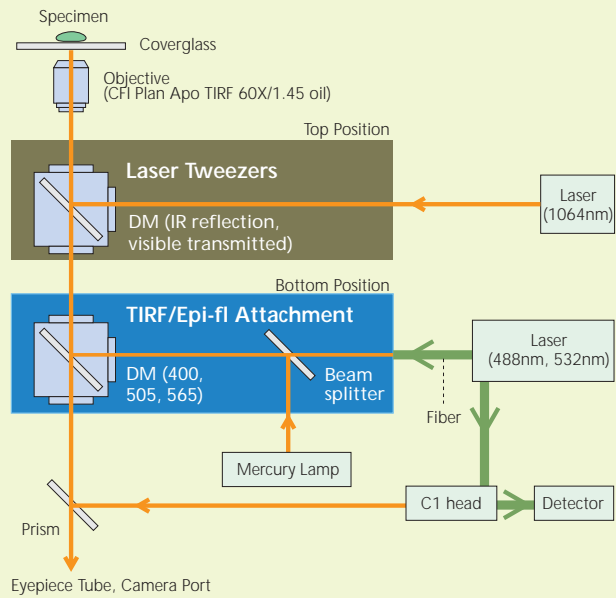 Specimen
Coverglass
Objective
(CFI Plan Apo TIRF 60X/1.45 oil)
Top Position
Laser Tweezers
DM (IR reflection,
visible transmitted)
Laser
(1064nm)
Bottom Position
TIRF/Epi-fl Attachment
DM (400,
505, 565)
Beam
splitter
Laser
(488nm, 532nm)
Fiber
Mercury Lamp
C1 head
Detector
Prism
Eyepiece Tube, Camera Port